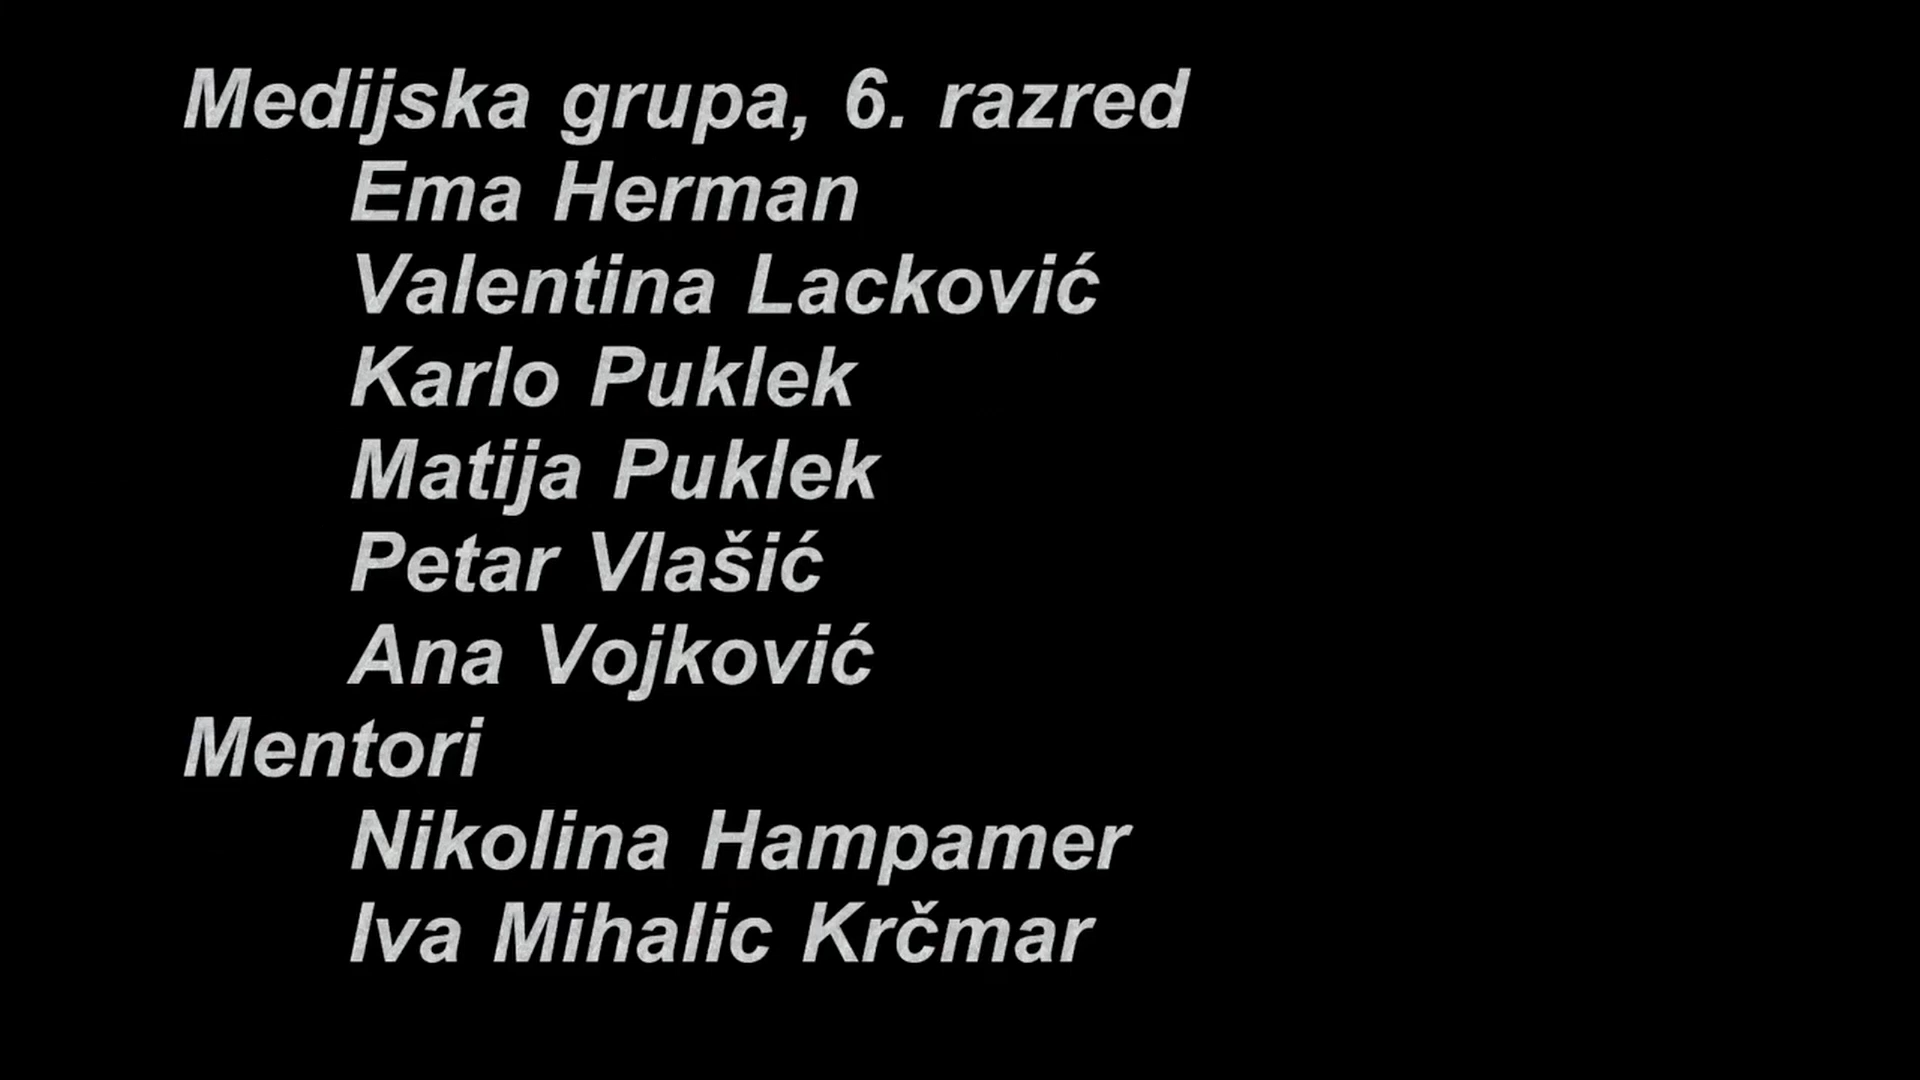 Medijska grupa, 6. razred
Ema Herman
Valentina Lacković
Karlo Puklek
Matija Puklek
Petar Vlašić
Ana Vojković
Mentori
Nikolina Hampamer
Iva Mihalic Krčmar